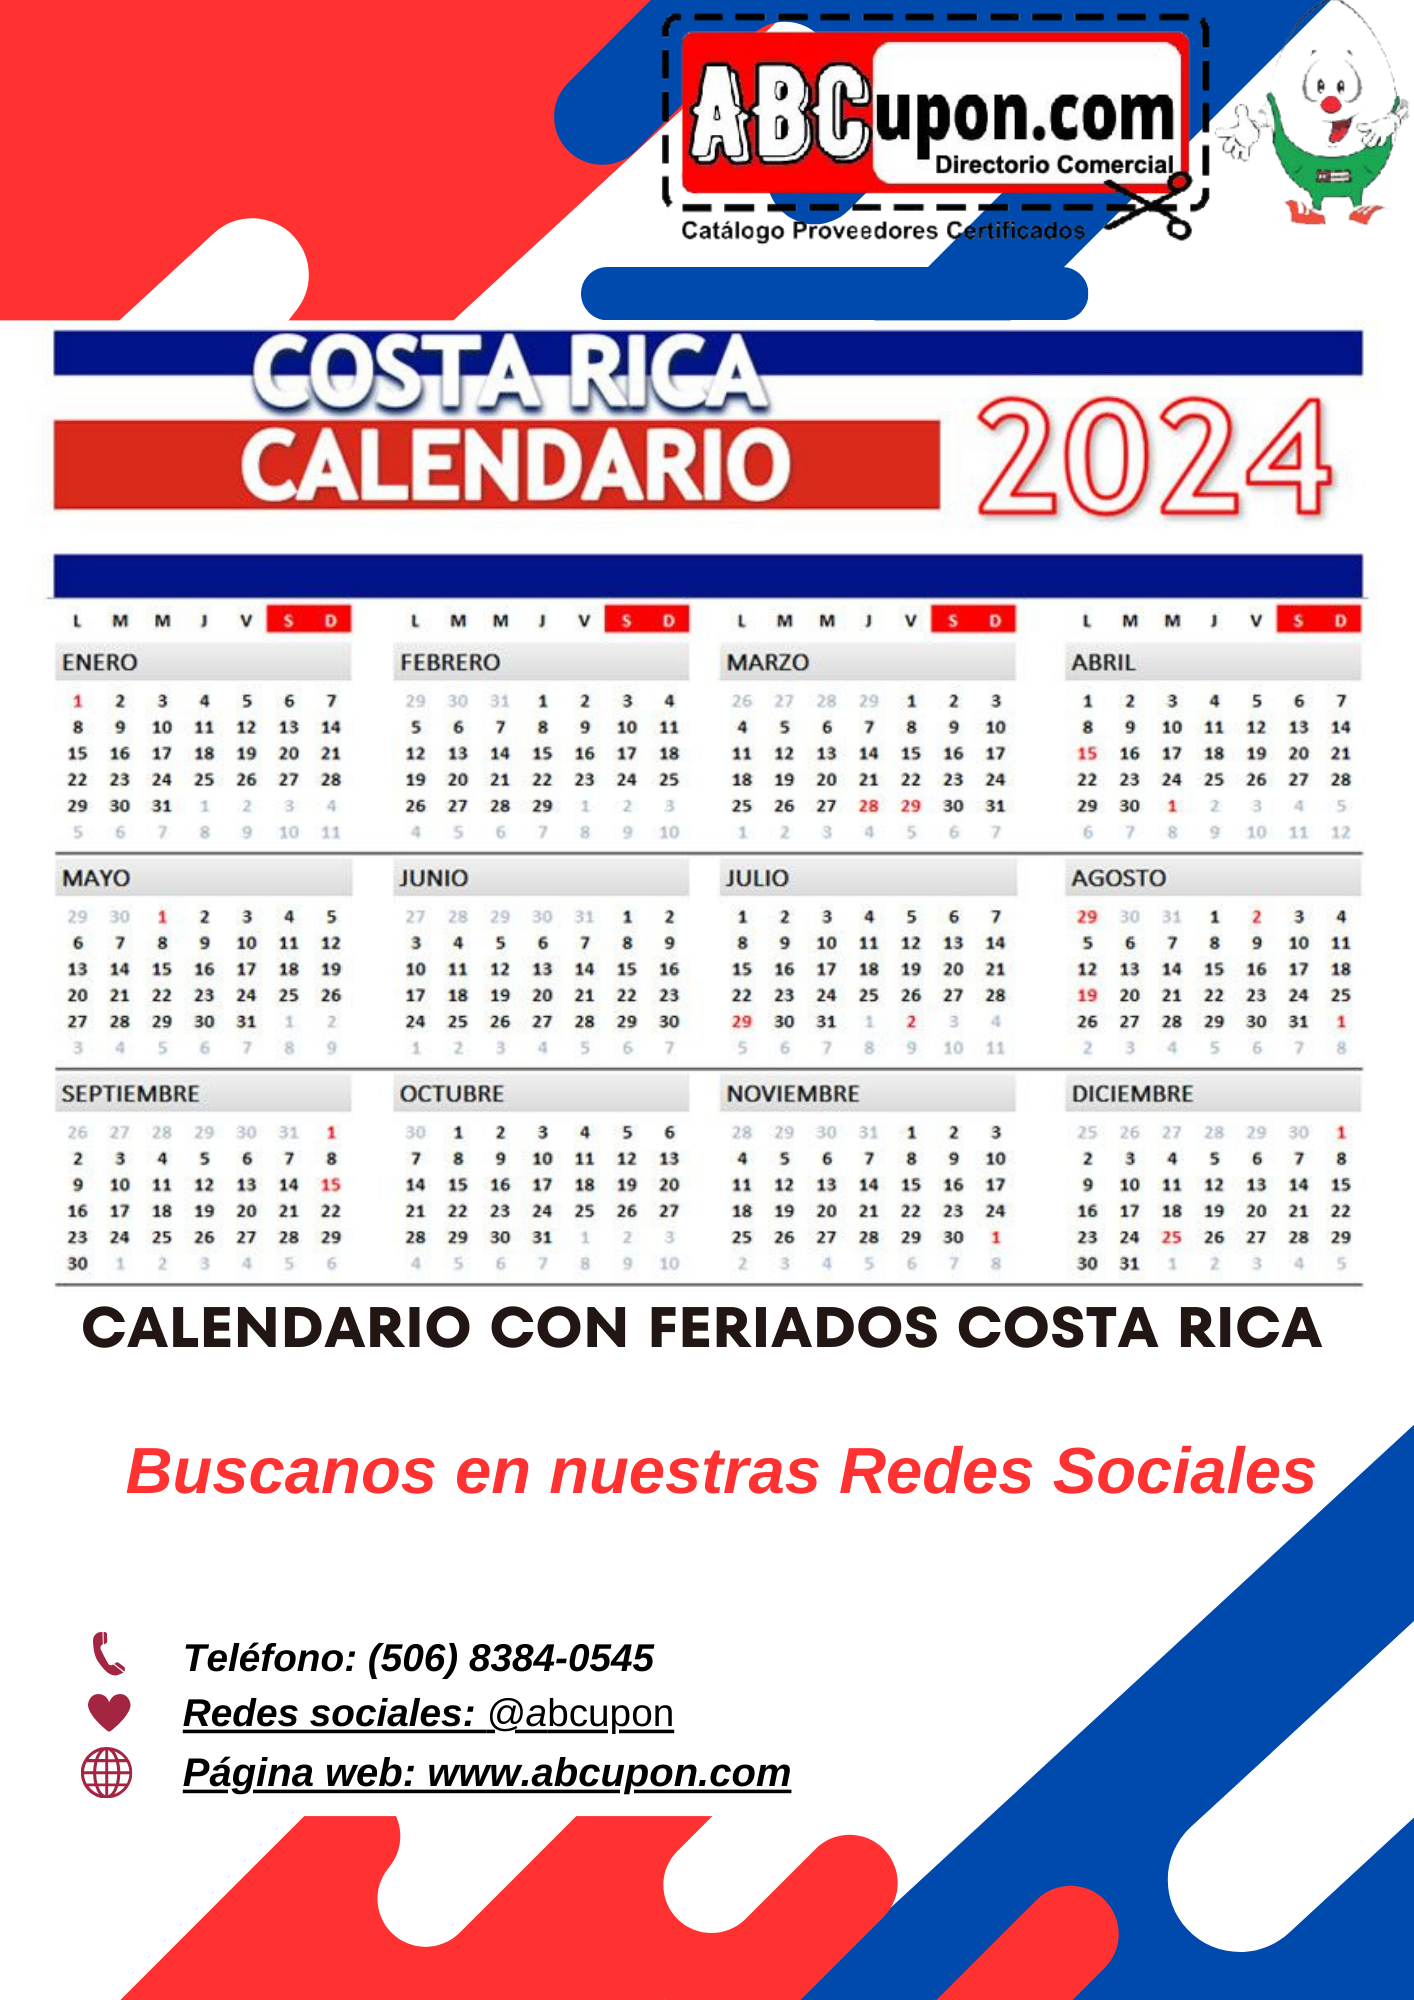 ABCupon.com
Directorio Comercial
Catálogo Proveedores Certificados
COSTA RICA
CALENDARIO
2024
L M M J V S D
ENERO
1 2 3 4 5 6 7
8 9 10 11 12 13 14
15 16 17 18 19 20 21
22 23 24 25 26 27 28
29 30 31 1 2 3 4
5 6 7 8 9 10 11
L M M J V S D
FEBRERO
29 30 31 1 2 3 4
5 6 7 8 9 10 11
12 13 14 15 16 17 18
19 20 21 22 23 24 25
26 27 28 29 1 2 3
4 5 6 7 8 9 10
L M M J V S D
MARZO
26 27 28 29 1 2 3
4 5 6 7 8 9 10
11 12 13 14 15 16 17
18 19 20 21 22 23 24
25 26 27 28 29 30 31
1 2 3 4 5 6 7
L M M J V S D
ABRIL
1 2 3 4 5 6 7
8 9 10 11 12 13 14
15 16 17 18 19 20 21
22 23 24 25 26 27 28
29 30 1 2 3 4 5
6 7 8 9 10 11 12
MAYO
29 30 1 2 3 4 5
6 7 8 9 10 11 12
13 14 15 16 17 18 19
20 21 22 23 24 25 26
27 28 29 30 31 1 2
3 4 5 6 7 8 9
JUNIO
27 28 29 30 31 1 2
3 4 5 6 7 8 9
10 11 12 13 14 15 16
17 18 19 20 21 22 23
24 25 26 27 28 29 30
1 2 3 4 5 6 7
JULIO
1 2 3 4 5 6 7
8 9 10 11 12 13 14
15 16 17 18 19 20 21
22 23 24 25 26 27 28
29 30 31 1 2 3 4
5 6 7 8 9 10 11
AGOSTO
29 30 31 1 2 3 4
5 6 7 8 9 10 11
12 13 14 15 16 17 18
19 20 21 22 23 24 25
26 27 28 29 30 31 1
2 3 4 5 6 7 8
SEPTIEMBRE
26 27 28 29 30 31 1
2 3 4 5 6 7 8
9 10 11 12 13 14 15
16 17 18 19 20 21 22
23 24 25 26 27 28 29
30 1 2 3 4 5 6
OCTUBRE
30 1 2 3 4 5 6
7 8 9 10 11 12 13
14 15 16 17 18 19 20
21 22 23 24 25 26 27
28 29 30 31 1 2 3
4 5 6 7 8 9 10
NOVIEMBRE
28 29 30 31 1 2 3
4 5 6 7 8 9 10
11 12 13 14 15 16 17
18 19 20 21 22 23 24
25 26 27 28 29 30 1
2 3 4 5 6 7 8
DICIEMBRE
25 26 27 28 29 30 1
2 3 4 5 6 7 8
9 10 11 12 13 14 15
16 17 18 19 20 21 22
23 24 25 26 27 28 29
30 31 1 2 3 4 5
CALENDARIO CON FERIADOS COSTA RICA
Buscanos en nuestras Redes Sociales
Teléfono: (506) 8384-0545
Redes sociales: @abcupon
Página web: www.abcupon.com